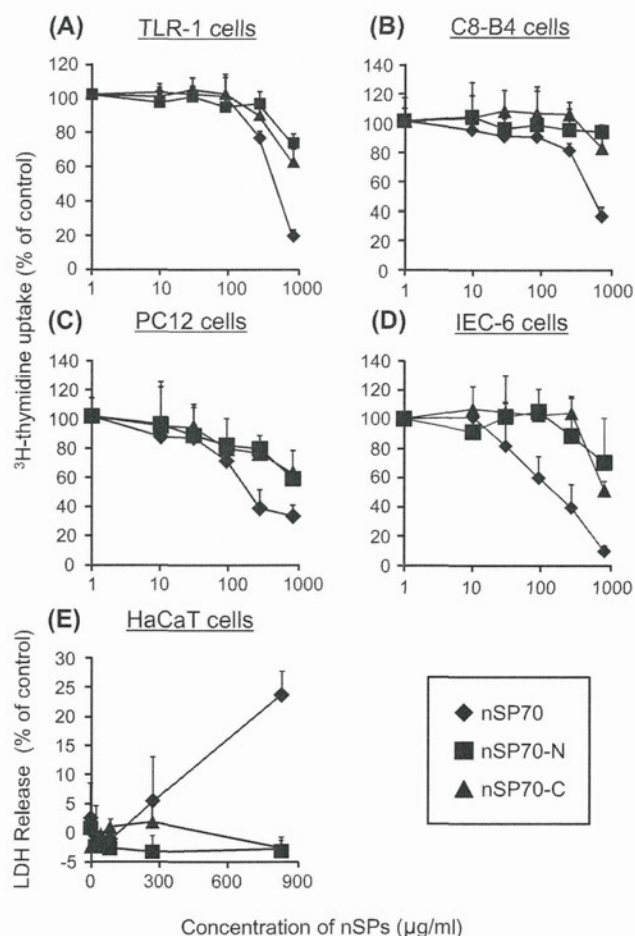 (A) TLR-1 cells
120
100
80
60
40
20
0
1 10 100 1000
(B) C8-B4 cells
140
120
100
80
60
40
20
0
1 10 100 1000
³H-thymidine uptake (% of control)
(C) PC12 cells
140
120
100
80
60
40
20
0
1 10 100 1000
(D) IEC-6 cells
140
120
100
80
60
40
20
0
1 10 100 1000
(E) HaCaT cells
LDH Release (% of control)
30
25
20
15
10
5
0
-5
0 300 600 900
nSP70
nSP70-N
nSP70-C
Concentration of nSPs (µg/ml)